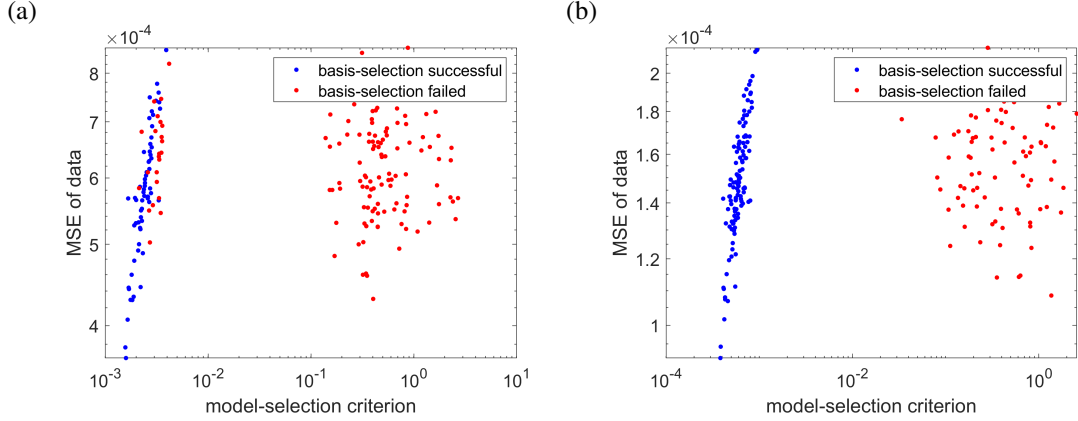 (a)
×10⁻⁴
8
7
6
5
4
MSE of data
basis-selection successful
basis-selection failed
10⁻³ 10⁻² 10⁻¹ 10⁰ 10¹
model-selection criterion
(b)
×10⁻⁴
2
1.8
1.6
1.4
1.2
1
MSE of data
basis-selection successful
basis-selection failed
10⁻⁴ 10⁻² 10⁰
model-selection criterion